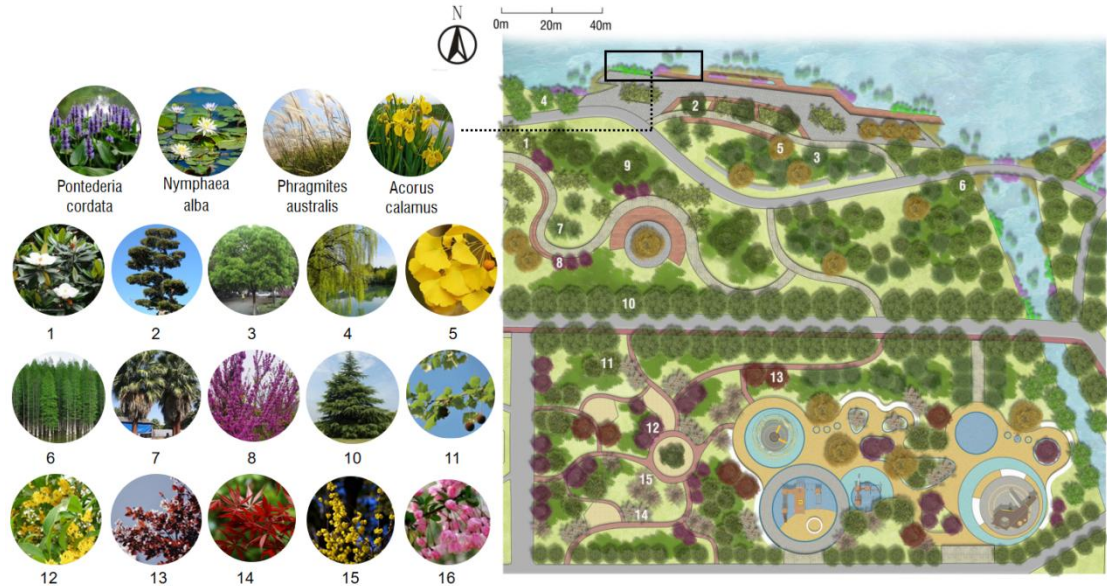 N
0m 20m 40m
Pontederia
cordata
Nymphaea
alba
Phragmites
australis
Acorus
calamus
1 2 3 4 5
6 7 8 10 11
12 13 14 15 16
4
2
1
5
3
9
6
7
8
10
11
13
12
15
14